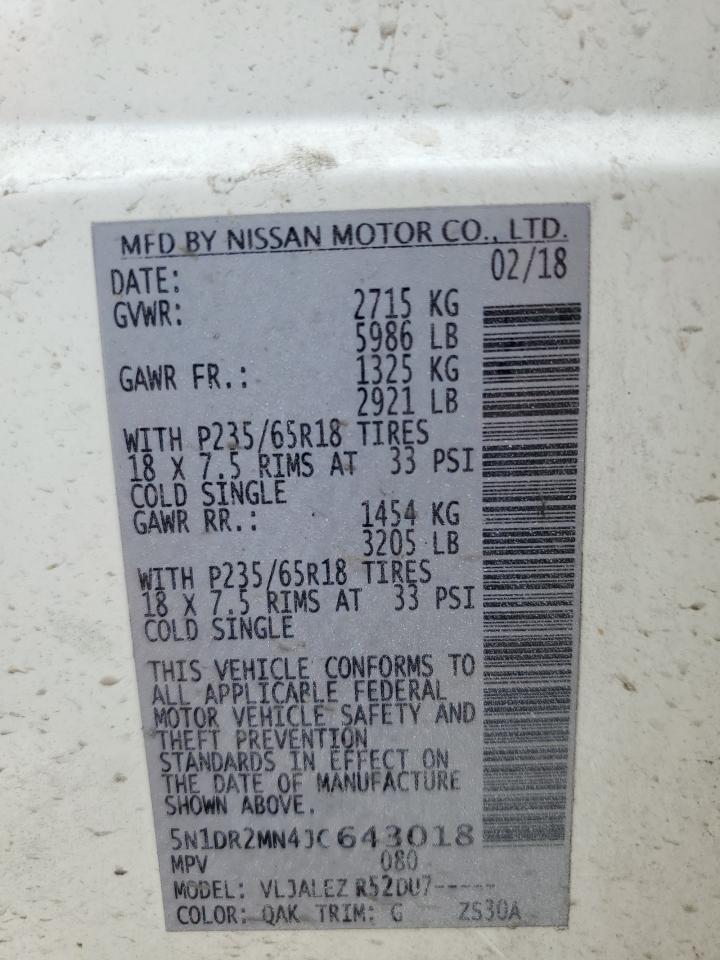 MFD BY NISSAN MOTOR CO., LTD.
DATE: 02/18
GVWR: 2715 KG
5986 LB
GAWR FR.: 1325 KG
2921 LB
WITH P235/65R18 TIRES
18 X 7.5 RIMS AT 33 PSI
COLD SINGLE
GAWR RR.: 1454 KG
3205 LB
WITH P235/65R18 TIRES
18 X 7.5 RIMS AT 33 PSI
COLD SINGLE
THIS VEHICLE CONFORMS TO
ALL APPLICABLE FEDERAL
MOTOR VEHICLE SAFETY AND
THEFT PREVENTION
STANDARDS IN EFFECT ON
THE DATE OF MANUFACTURE
SHOWN ABOVE.
5N1DR2MN4JC643018
MPV 080
MODEL: VLJALEZ R52DU7-----
COLOR: QAK TRIM: G ZS30A